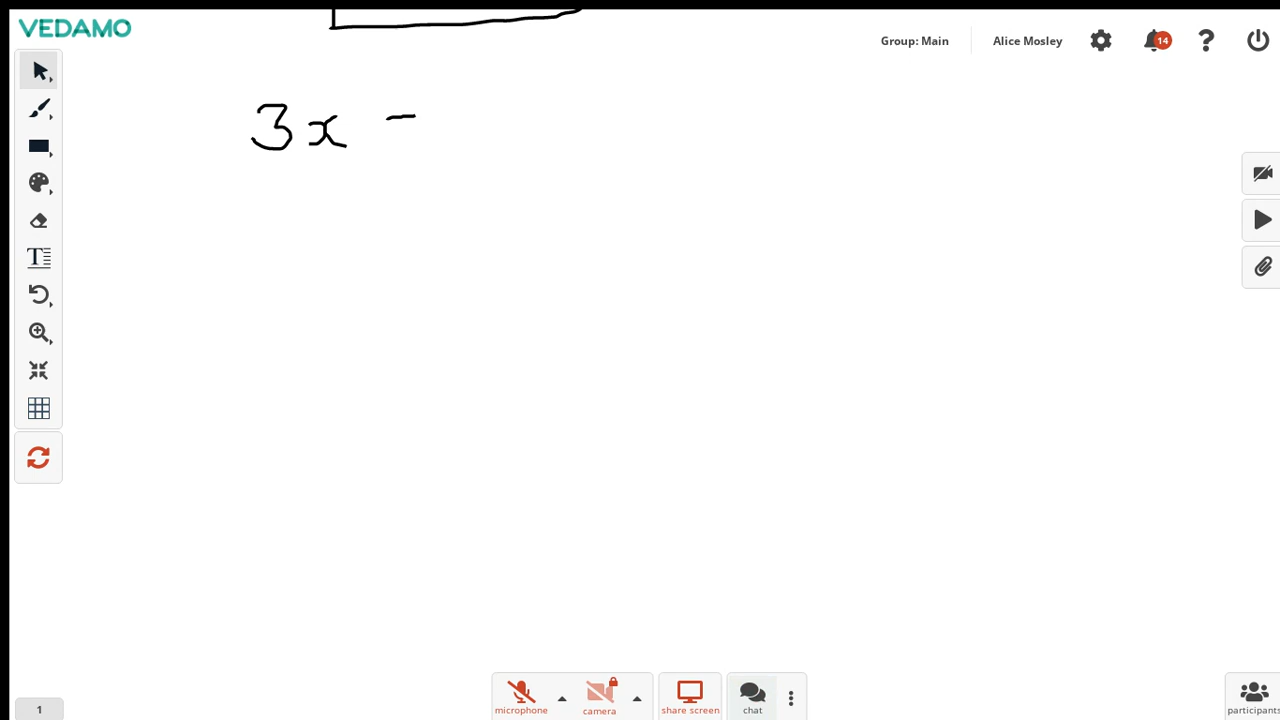 VEDAMO
Group: Main
Alice Mosley
14
3x -
1
microphone
camera
share screen
chat
participants